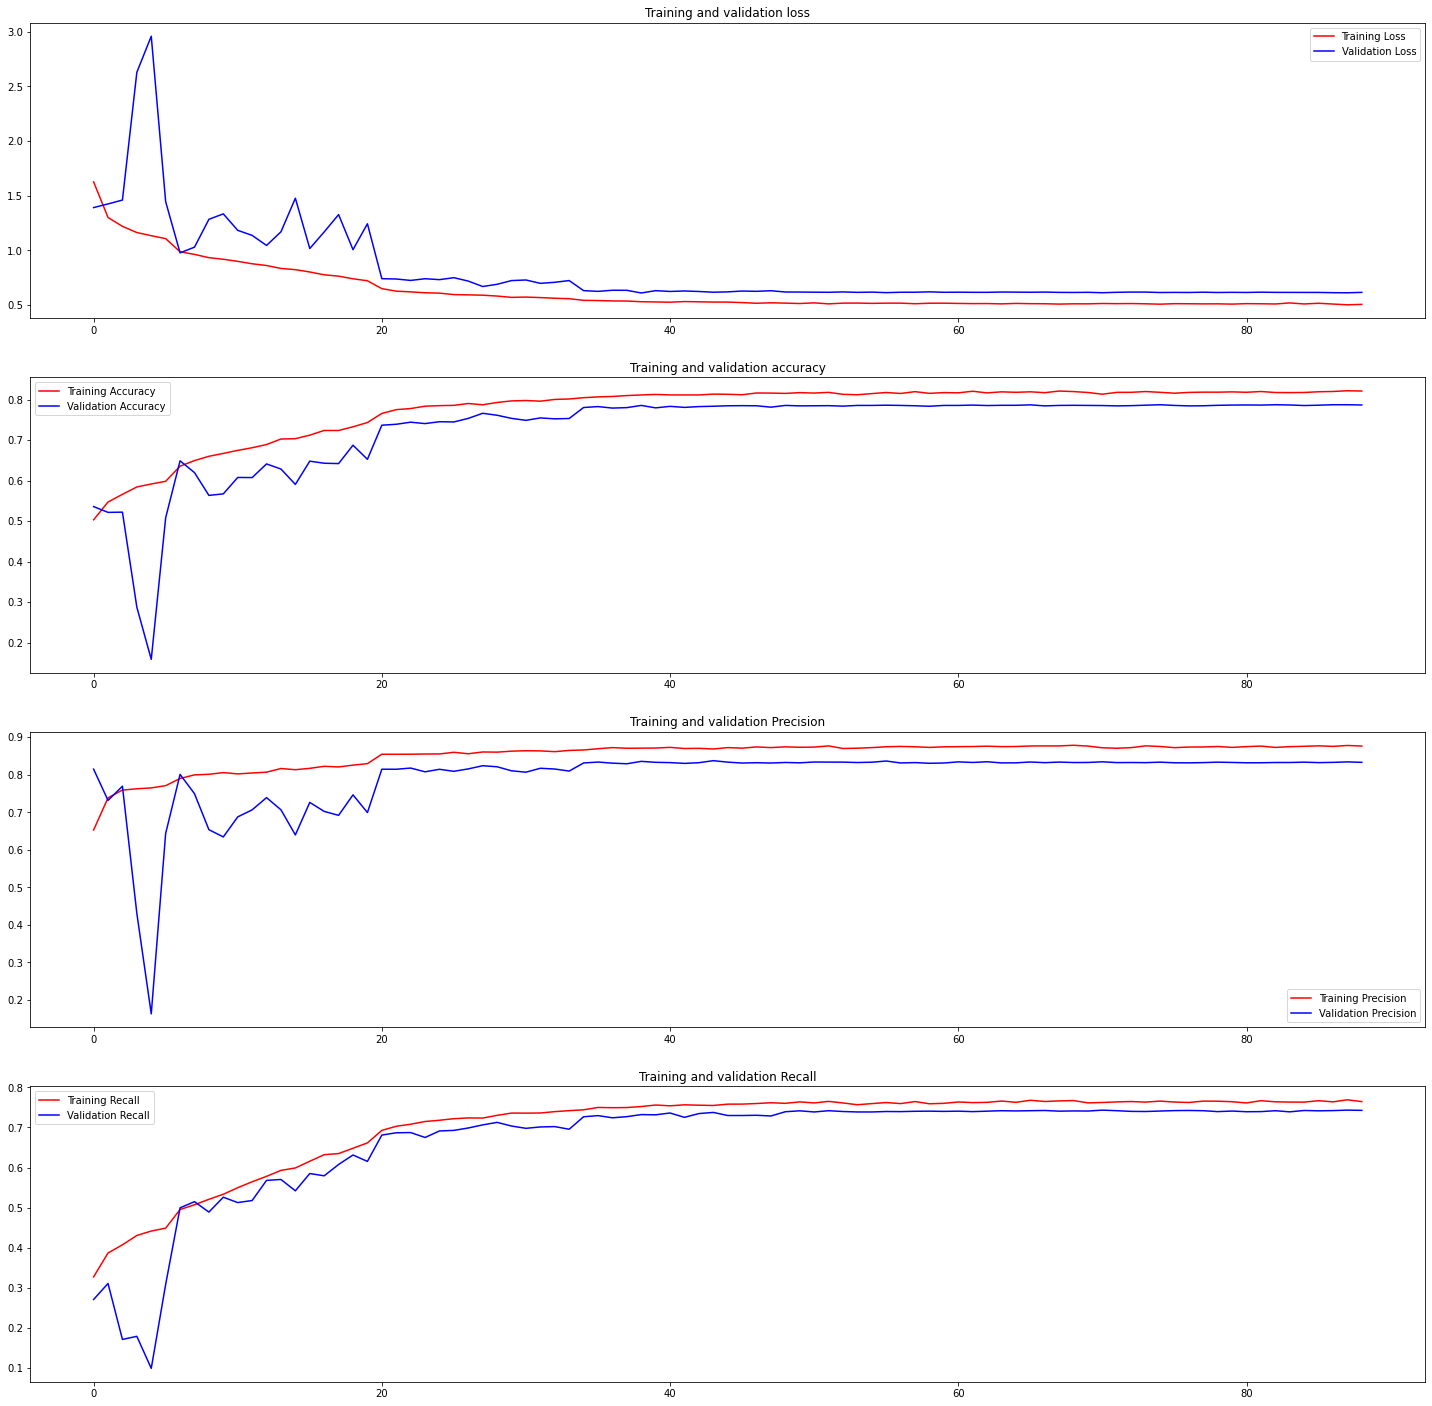 Training and validation loss
3.0
2.5
2.0
1.5
1.0
0.5
Training Loss
Validation Loss
0 20 40 60 80
Training and validation accuracy
0.8
0.7
0.6
0.5
0.4
0.3
0.2
Training Accuracy
Validation Accuracy
0 20 40 60 80
Training and validation Precision
0.9
0.8
0.7
0.6
0.5
0.4
0.3
0.2
Training Precision
Validation Precision
0 20 40 60 80
Training and validation Recall
0.8
0.7
0.6
0.5
0.4
0.3
0.2
0.1
Training Recall
Validation Recall
0 20 40 60 80